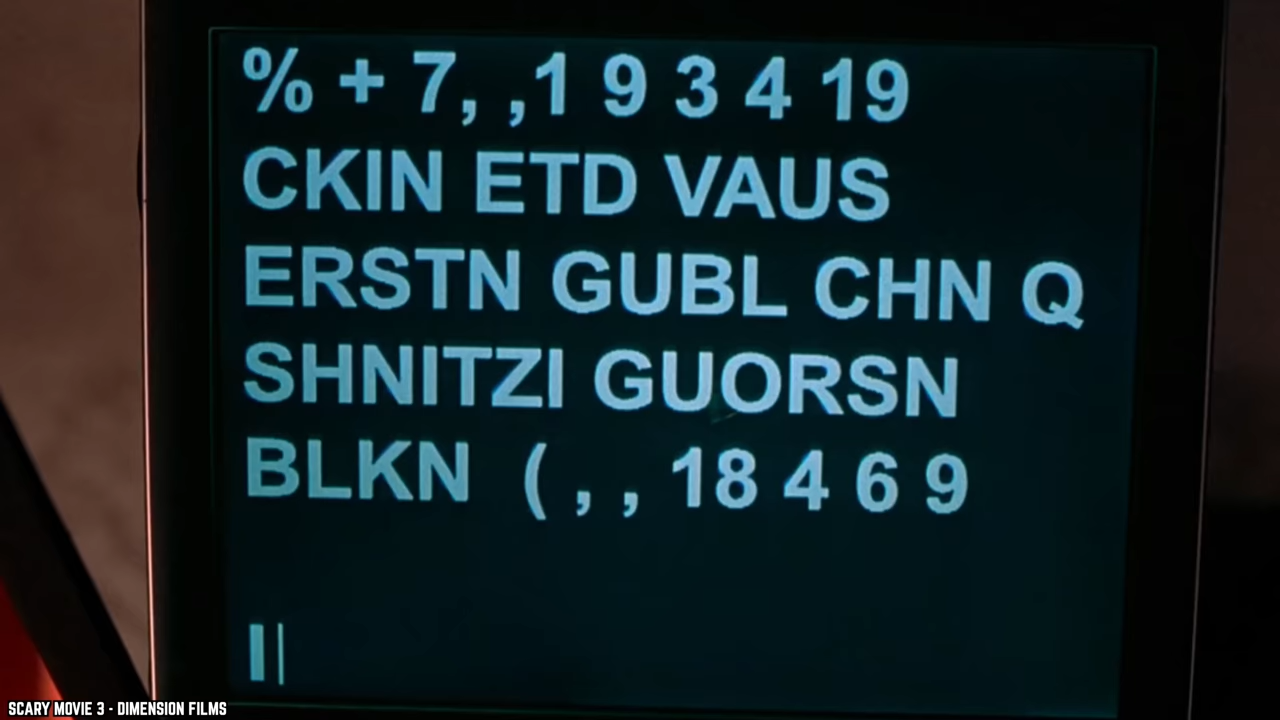 % + 7, ,1 9 3 4 19
CKIN ETD VAUS
ERSTN GUBL CHN Q
SHNITZI GUORSN
BLKN ( , , 18 4 6 9
SCARY MOVIE 3 - DIMENSION FILMS